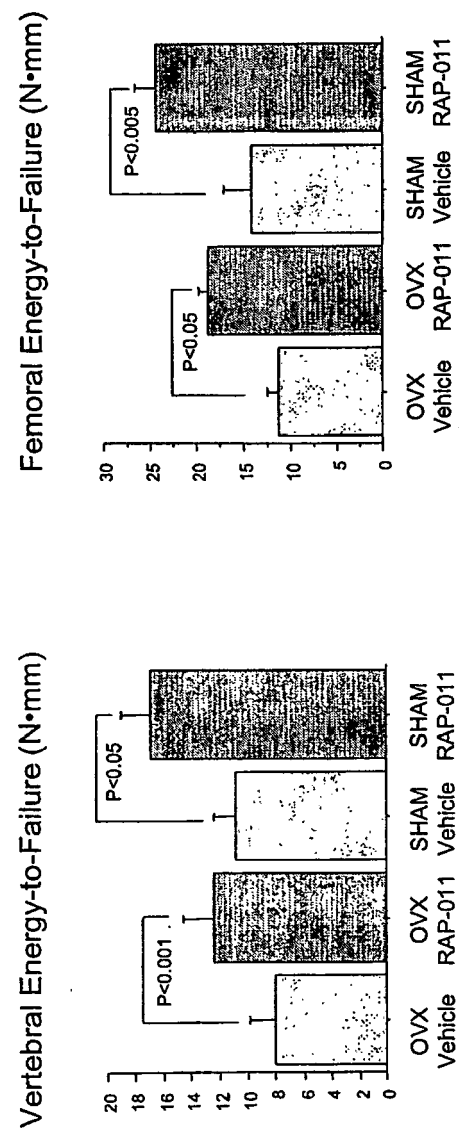 Vertebral Energy-to-Failure (N•mm)
20
18
16
14
12
10
8
6
4
2
0
P<0.001
P<0.05
OVX
Vehicle
OVX
RAP-011
SHAM
Vehicle
SHAM
RAP-011
Femoral Energy-to-Failure (N•mm)
30
25
20
15
10
5
0
P<0.05
P<0.005
OVX
Vehicle
OVX
RAP-011
SHAM
Vehicle
SHAM
RAP-011